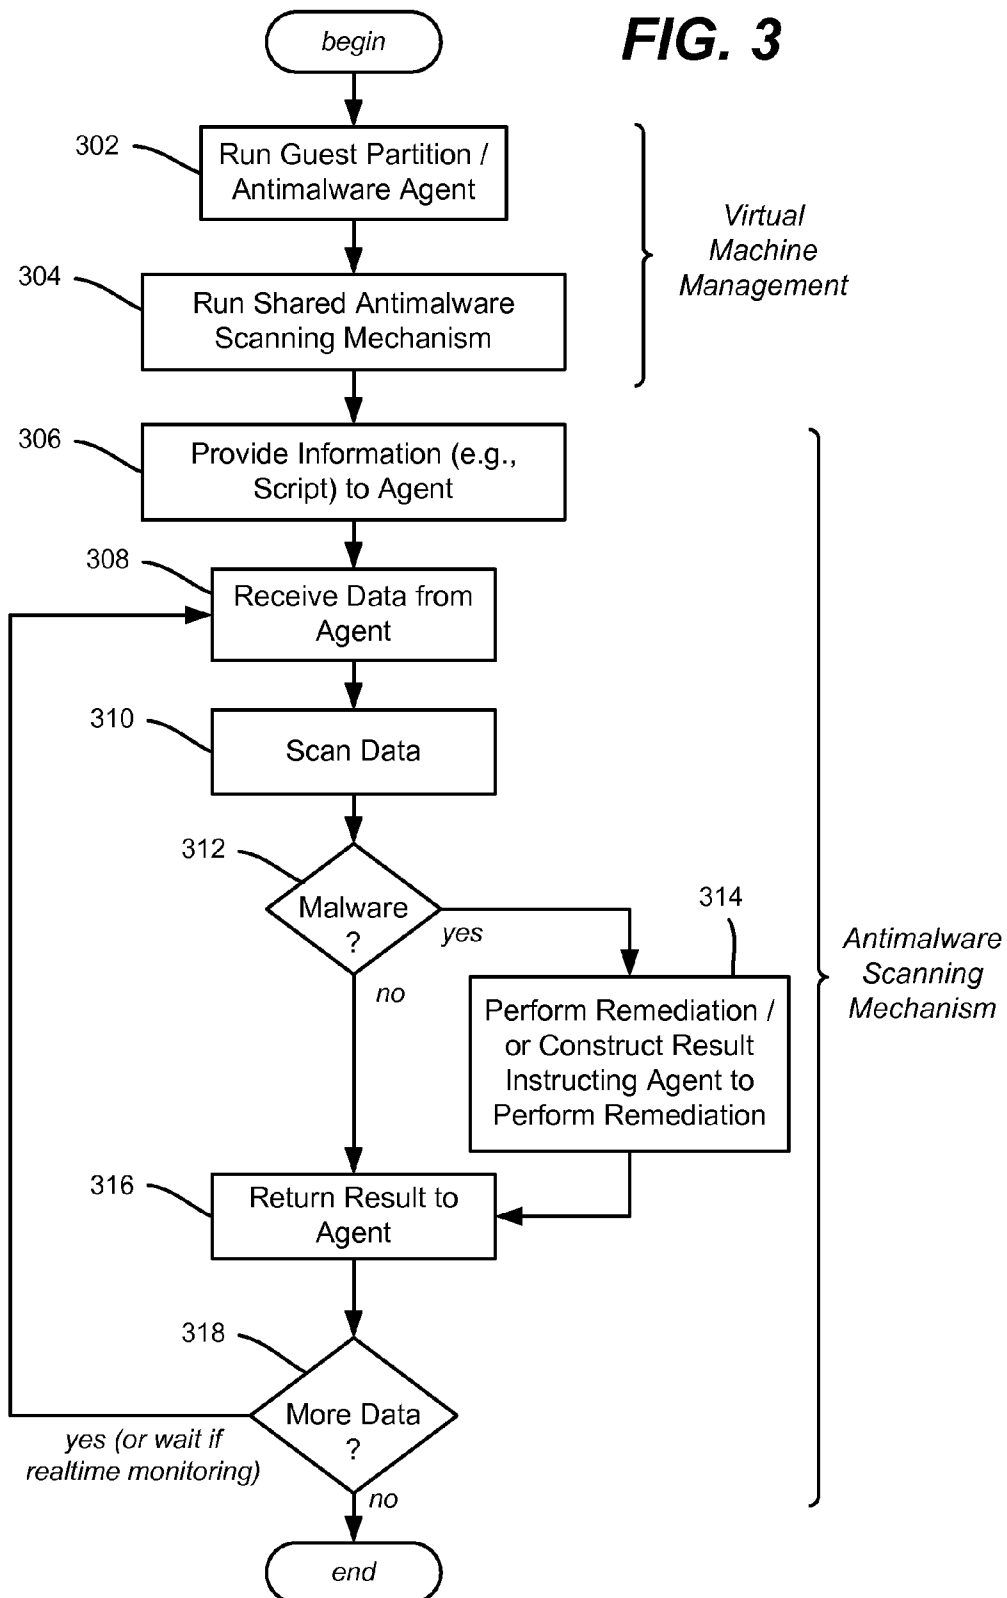 FIG. 3
begin
302
Run Guest Partition /
Antimalware Agent
Virtual
Machine
Management
304
Run Shared Antimalware
Scanning Mechanism
306
Provide Information (e.g.,
Script) to Agent
308
Receive Data from
Agent
310
Scan Data
312
Malware
?
yes
no
314
Perform Remediation /
or Construct Result
Instructing Agent to
Perform Remediation
Antimalware
Scanning
Mechanism
316
Return Result to
Agent
318
More Data
?
yes (or wait if
realtime monitoring)
no
end